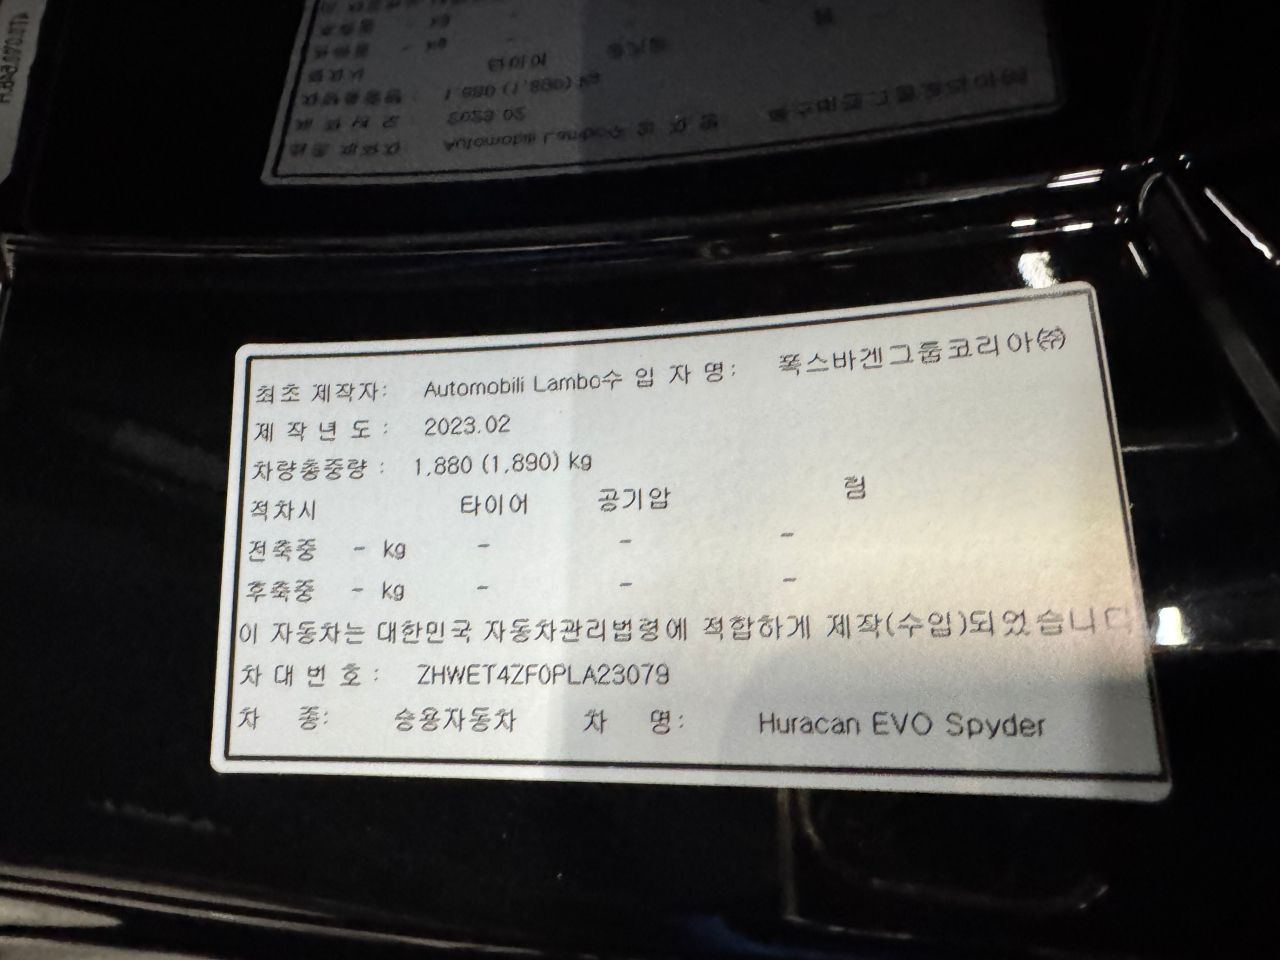 최초 제작자: Automobili Lambo수 입 자 명: 폭스바겐그룹코리아㈜
제 작 년 도 : 2023.02
차량총중량 : 1,880 (1,890) kg
적차시 타이어 공기압 림
전축중 - kg - - -
후축중 - kg - - -
이 자동차는 대한민국 자동차관리법령에 적합하게 제작(수입)되었습니다
차 대 번 호 : ZHWET4ZF0PLA23079
차 종: 승용자동차 차 명: Huracan EVO Spyder